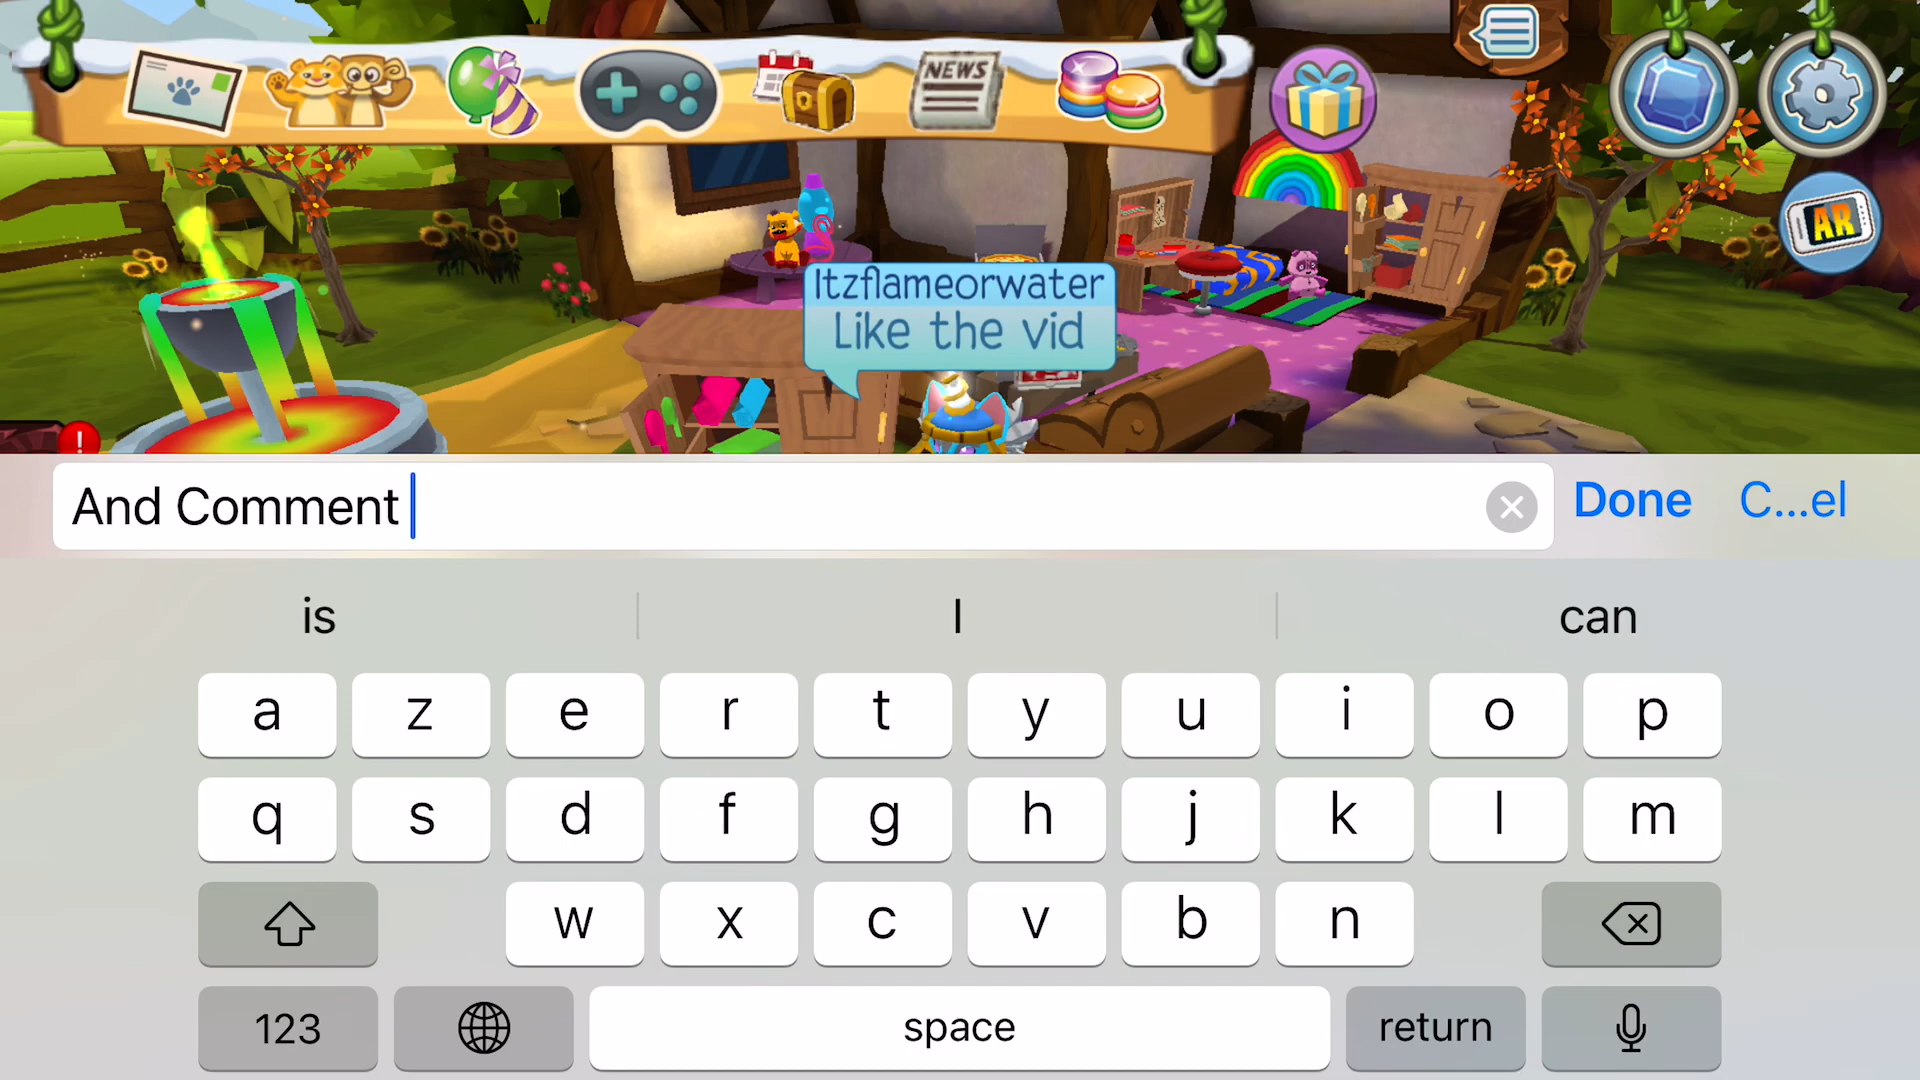 NEWS
AR
Itzflameorwater
Like the vid
!
And Comment
Done
C...el
is
I
can
a z e r t y u i o p
q s d f g h j k l m
w x c v b n
123
space
return